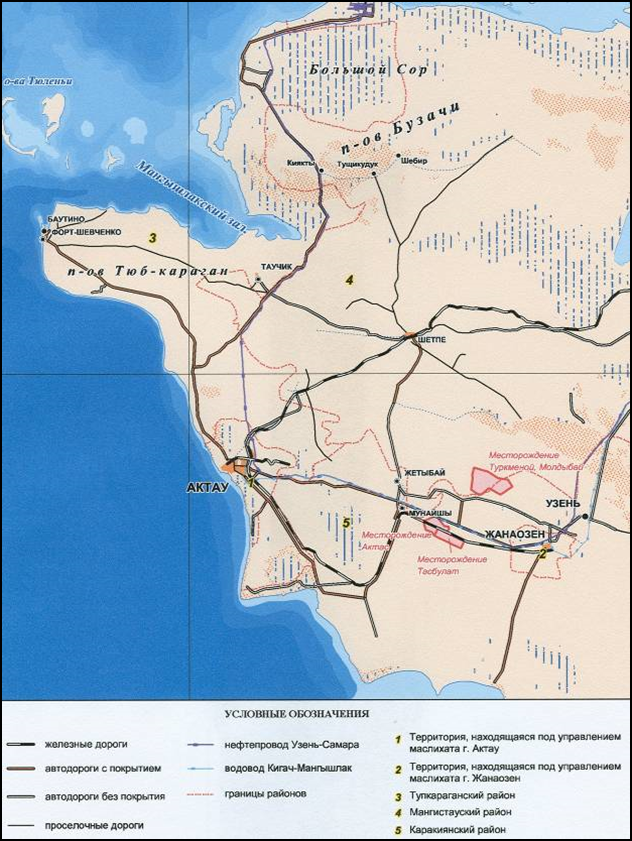 Большой Сор
о-ва Тюленьи
п-ов Бузачи
Киякты
Тущикудук
Шебир
Мангышлакский зал.
БАУТИНО
ФОРТ-ШЕВЧЕНКО
3
п-ов Тюб-караган
ТАУЧИК
4
ШЕТПЕ
Месторождение
Туркменой, Молдыбай
ЖЕТЫБАЙ
АКТАУ
1
УЗЕНЬ
МУНАЙШЫ
5
ЖАНАОЗЕН
Месторождение
Актас
2
Месторождение
Тасбулат
УСЛОВНЫЕ ОБОЗНАЧЕНИЯ
железные дороги
автодороги с покрытием
автодороги без покрытия
проселочные дороги
нефтепровод Узень-Самара
водовод Кигач-Мангышлак
границы районов
1 Территория, находящаяся под управлением
маслихата г. Актау
2 Территория, находящаяся под управлением
маслихата г. Жанаозен
3 Тупкараганский район
4 Мангистауский район
5 Каракиянский район